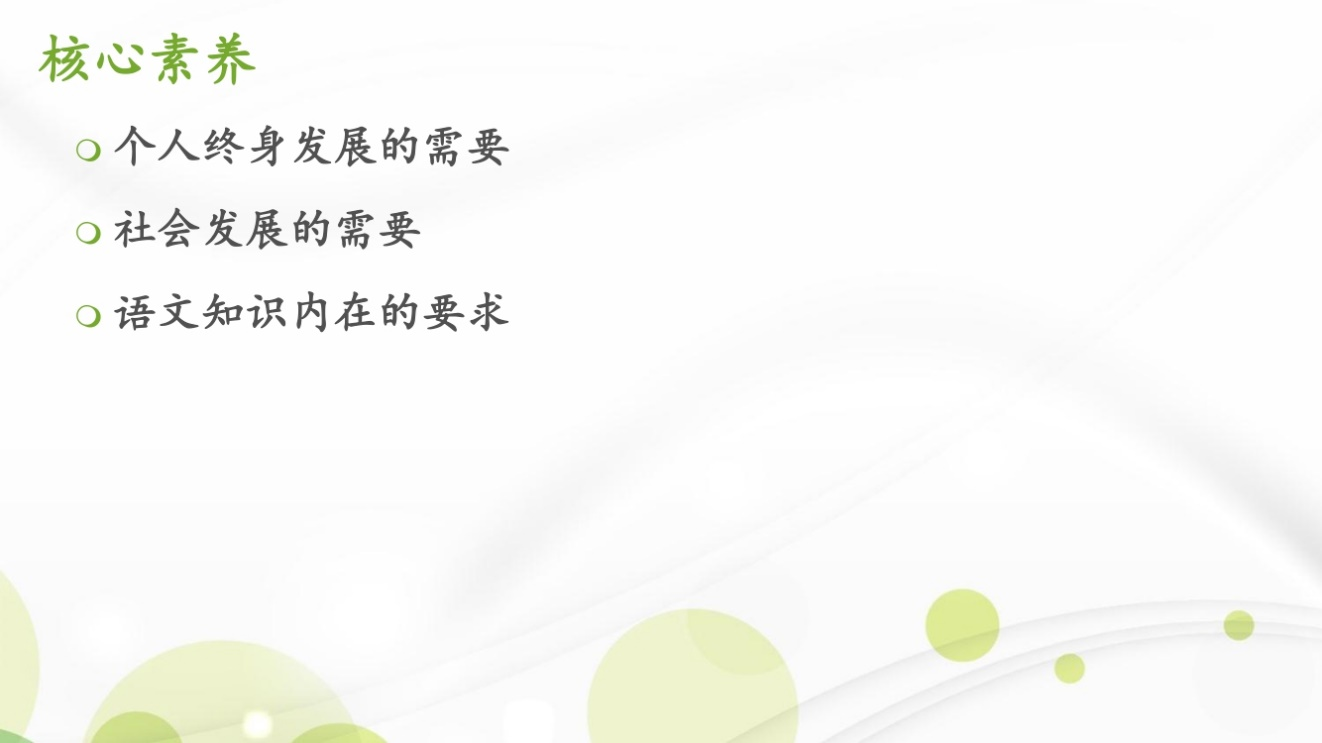 核心素养
个人终身发展的需要
社会发展的需要
语文知识内在的要求